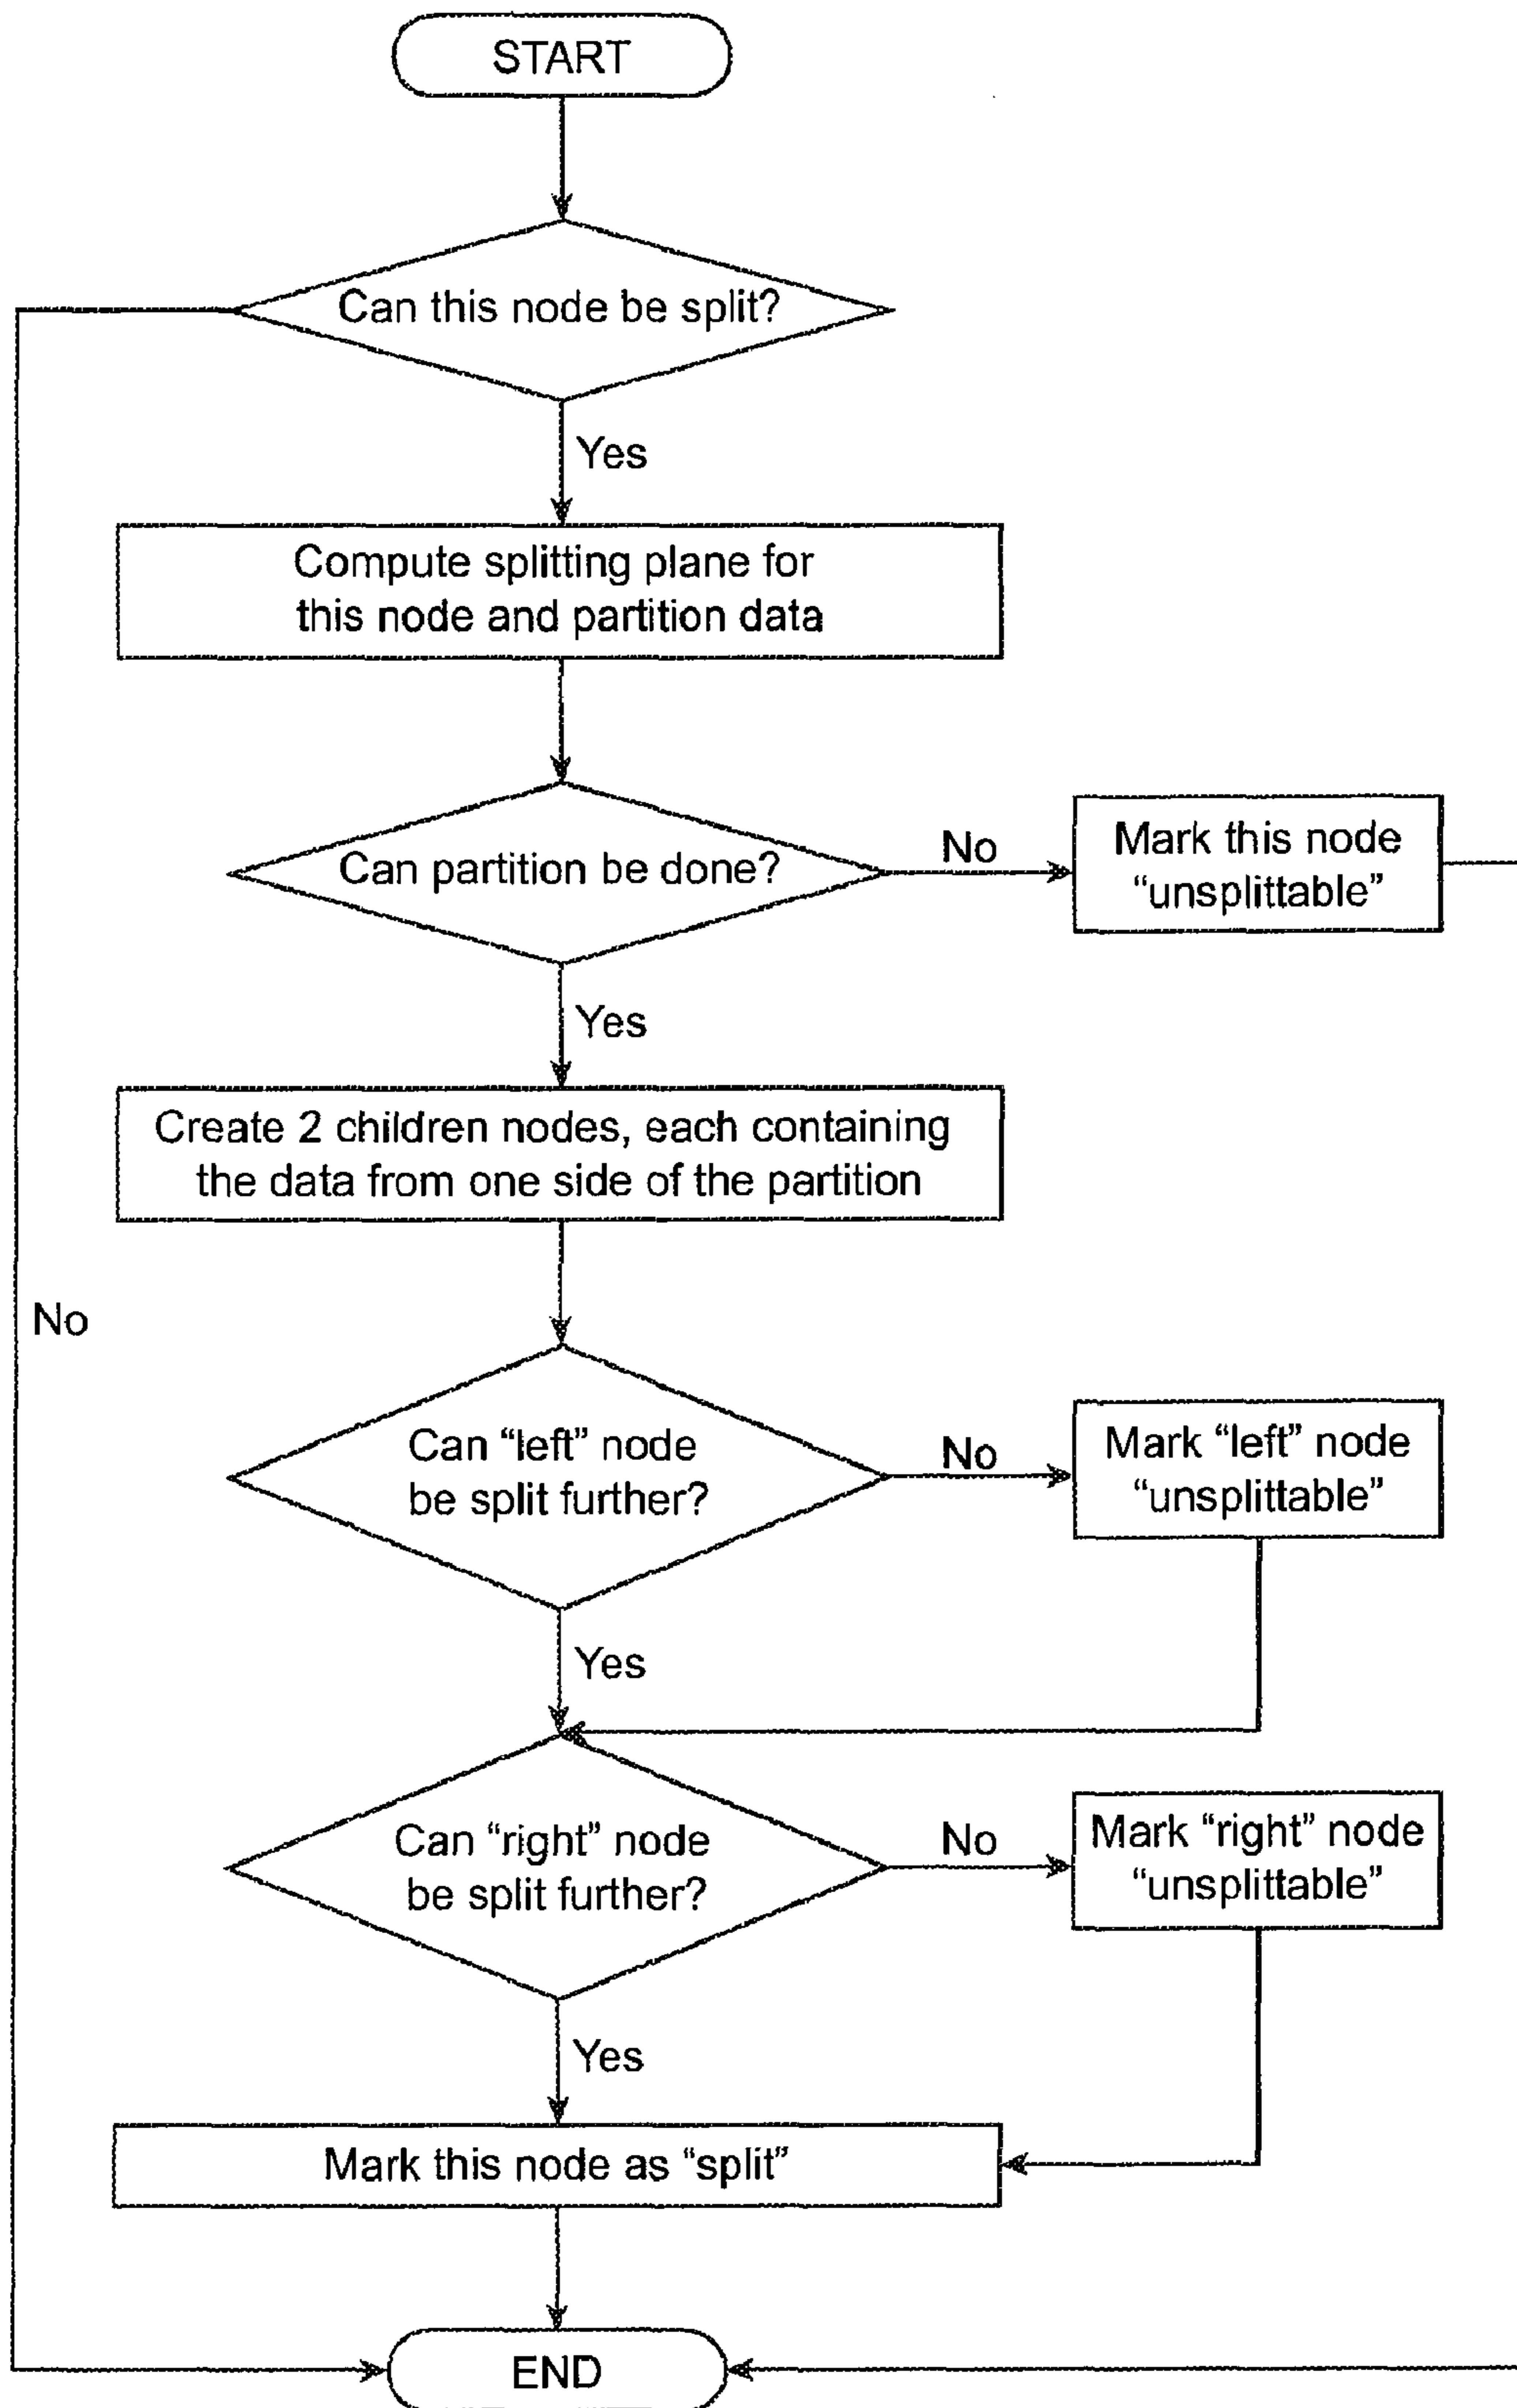 START
Can this node be split?
Yes
Compute splitting plane for
this node and partition data
Can partition be done?
No
Mark this node
“unsplittable”
Yes
Create 2 children nodes, each containing
the data from one side of the partition
No
Can “left” node
be split further?
No
Mark “left” node
“unsplittable”
Yes
Can “right” node
be split further?
No
Mark “right” node
“unsplittable”
Yes
Mark this node as “split”
END